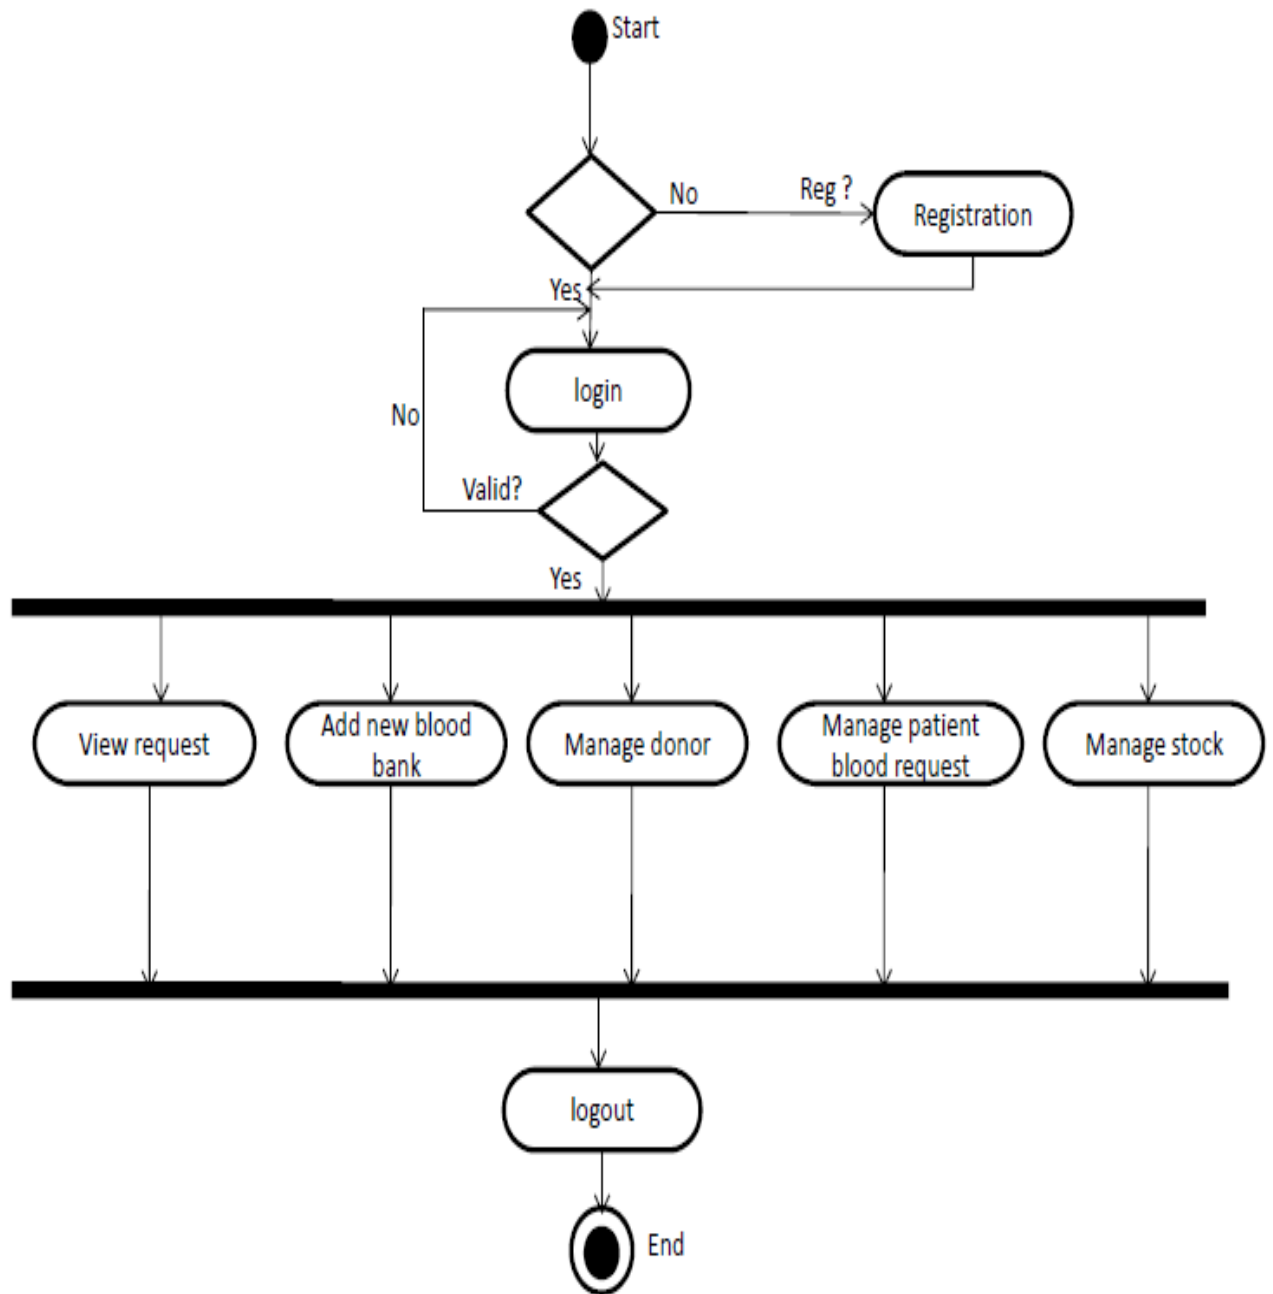 Start
No
Reg ?
Registration
Yes
login
No
Valid?
Yes
View request
Add new blood
bank
Manage donor
Manage patient
blood request
Manage stock
logout
End